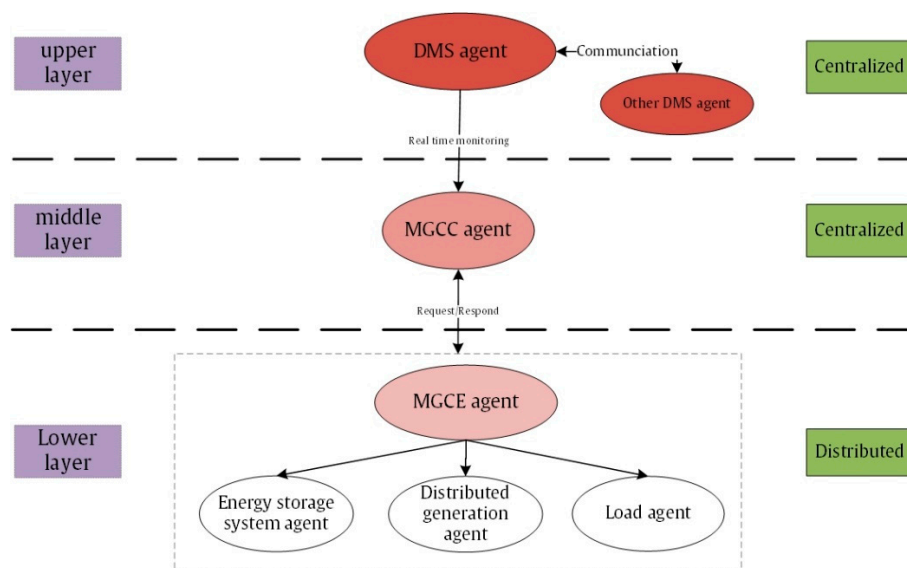 upper
layer
DMS agent
Communciation
Other DMS agent
Centralized
Real time monitoring
middle
layer
MGCC agent
Centralized
Request/Respond
MGCE agent
Lower
layer
Distributed
Energy storage
system agent
Distributed
generation
agent
Load agent